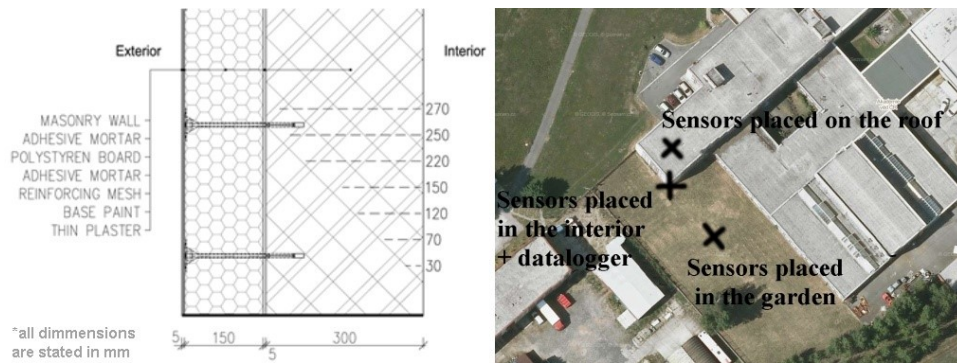 Exterior
Interior
MASONRY WALL
ADHESIVE MORTAR
POLYSTYREN BOARD
ADHESIVE MORTAR
REINFORCING MESH
BASE PAINT
THIN PLASTER
270
250
220
150
120
70
30
*all dimmensions
are stated in mm
5
150
5
300
Sensors placed on the roof
Sensors placed
in the interior
+ datalogger
Sensors placed
in the garden